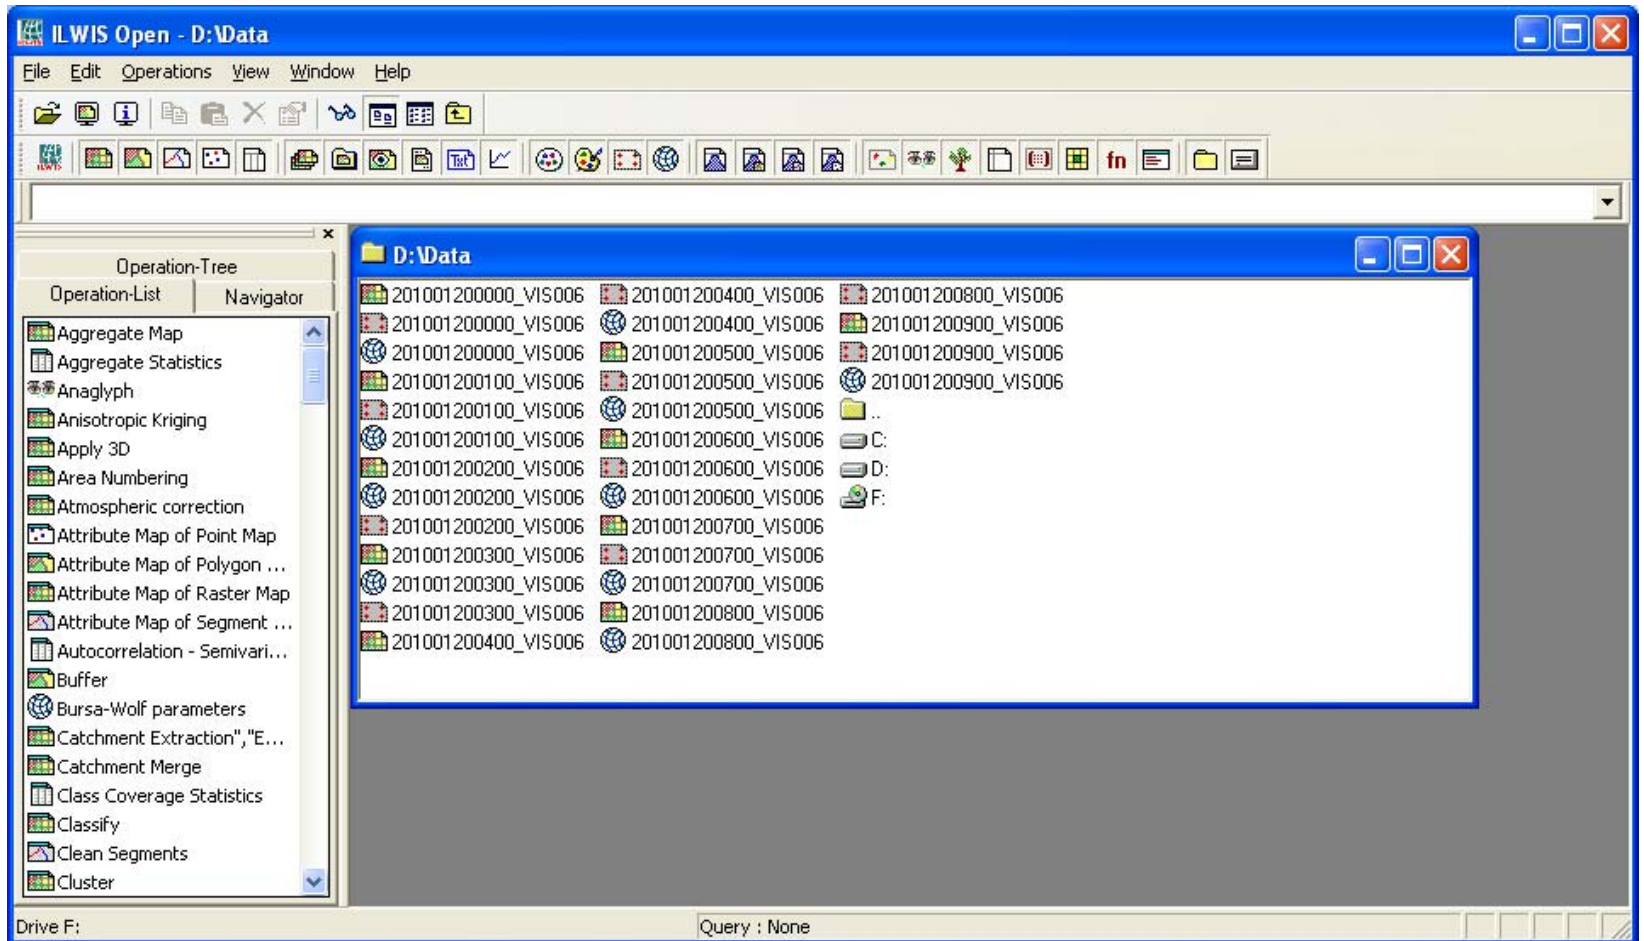 ILWIS Open - D:\Data
File Edit Operations View Window Help
ILWIS
Txt
fn
Operation-Tree
Operation-List
Navigator
Aggregate Map
Aggregate Statistics
Anaglyph
Anisotropic Kriging
Apply 3D
Area Numbering
Atmospheric correction
Attribute Map of Point Map
Attribute Map of Polygon ...
Attribute Map of Raster Map
Attribute Map of Segment ...
Autocorrelation - Semivari...
Buffer
Bursa-Wolf parameters
Catchment Extraction","E...
Catchment Merge
Class Coverage Statistics
Classify
Clean Segments
Cluster
D:\Data
201001200000_VIS006
201001200000_VIS006
201001200000_VIS006
201001200100_VIS006
201001200100_VIS006
201001200100_VIS006
201001200200_VIS006
201001200200_VIS006
201001200200_VIS006
201001200300_VIS006
201001200300_VIS006
201001200300_VIS006
201001200400_VIS006
201001200400_VIS006
201001200400_VIS006
201001200500_VIS006
201001200500_VIS006
201001200500_VIS006
201001200600_VIS006
201001200600_VIS006
201001200600_VIS006
201001200700_VIS006
201001200700_VIS006
201001200700_VIS006
201001200800_VIS006
201001200800_VIS006
201001200800_VIS006
201001200900_VIS006
201001200900_VIS006
201001200900_VIS006
..
C:
D:
F:
Drive F:
Query : None